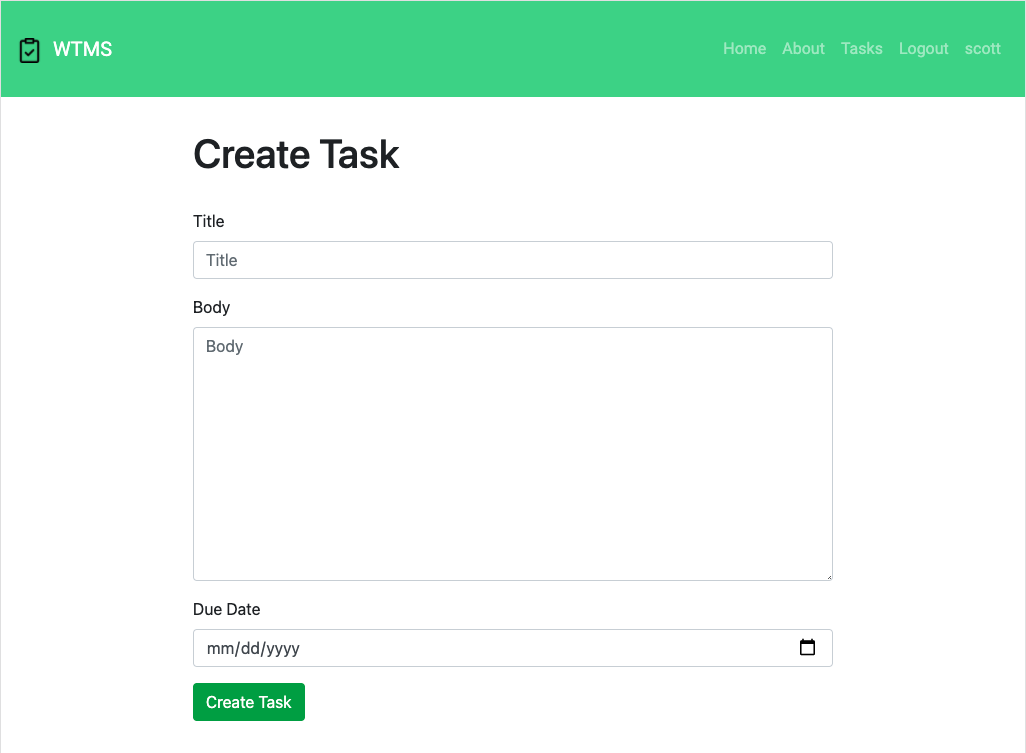 WTMS Home About Tasks Logout scott
Create Task
Title
Title
Body
Body
Due Date
mm/dd/yyyy
Create Task